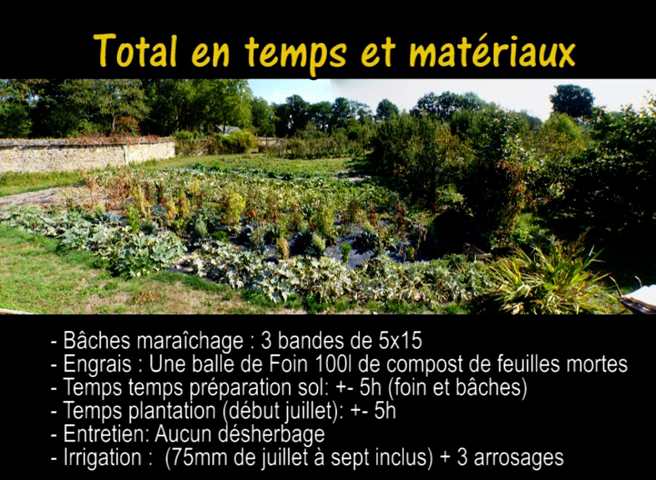 Total en temps et matériaux
- Bâches maraîchage : 3 bandes de 5x15
- Engrais : Une balle de Foin 100l de compost de feuilles mortes
- Temps temps préparation sol: +- 5h (foin et bâches)
- Temps plantation (début juillet): +- 5h
- Entretien: Aucun désherbage
- Irrigation :  (75mm de juillet à sept inclus) + 3 arrosages